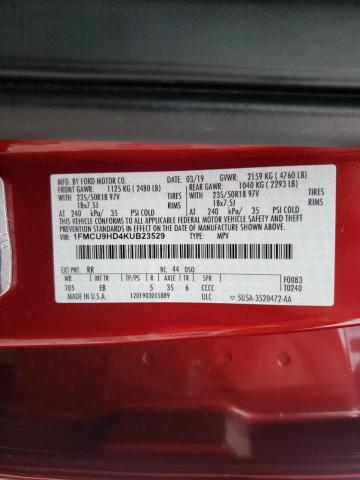 MFD. BY FORD MOTOR CO. 03/19 GVWR: 2159 KG ( 4760 LB)
FRONT GAWR: 1125 KG ( 2480 LB) REAR GAWR: 1040 KG ( 2293 LB)
WITH 235/50R18 97V TIRES WITH 235/50R18 97V TIRES
18x7.5J RIMS 18x7.5J RIMS
AT 240 kPa/ 35 PSI COLD AT 240 kPa/ 35 PSI COLD
THIS VEHICLE CONFORMS TO ALL APPLICABLE FEDERAL MOTOR VEHICLE SAFETY
STANDARDS IN EFFECT ON THE DATE OF MANUFACTURE SHOWN ABOVE.
VIN: 1FMCU9HD4KUB23529 TYPE: MPV
EXT PNT: RR RC: 44 DSO:
WB TR TP/PS R AXLE TR SPR F0083
105 EB 5 35 6 CCCC T0240
MADE IN U.S.A. 1201903015889 ULC 5U5A-3520472-AA